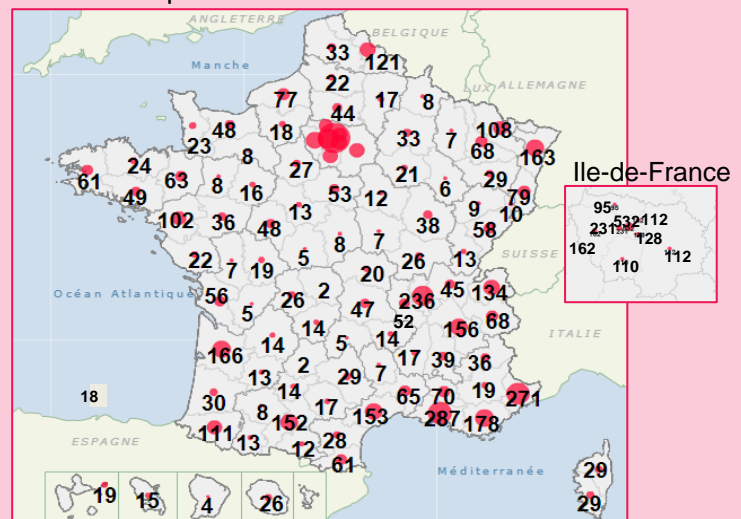 ANGLETERRE
BELGIQUE
33 121
Manche
22
LUX ALLEMAGNE
77 17 8
44
48 18 33 7 108
23 68 163
8
24 27 21 Ile-de-France
61 63 8 16 6 29
49 53 12 79
95 532 112
102 36 13 9 10
48 38 58 231 128
162 112
8 7 110
22 7 19 5 26 13 SUISSE
20
Océan Atlantique 56 26 2 236 45 134
5 47
14 52 68
14 156 ITALIE
166 5 14
2 17 39 36
13 29 7
18 14 65 70 19 271
30 8 17 153 287 178
111 152
ESPAGNE 13 12 28
61 Méditerranée 29
19 15 4 26 29